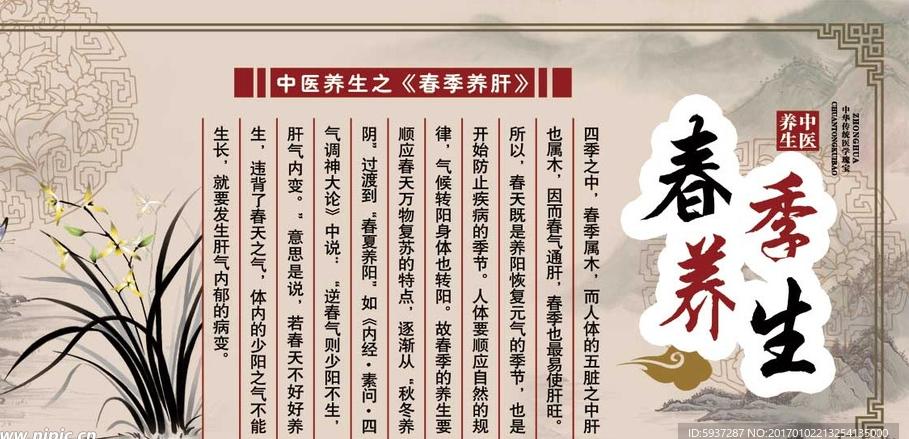 中医养生之《春季养肝》
春季养生
中医养生
中华传统医学瑰宝
ZHONGHUA
CHUANTONGKUIBAO
四季之中，春季属木，而人体的五脏之中肝
也属木，因而春气通肝，春季也最易使肝旺。
所以，春天既是养阳恢复元气的季节，也是
开始防止疾病的季节。人体要顺应自然的规
律，气候转阳身体也转阳。故春季的养生要
顺应春天万物复苏的特点，逐渐从“秋冬养
阴”过渡到“春夏养阳”如《内经·素问·四
气调神大论》中说：“逆春气则少阳不生，
肝气内变。”意思是说，若春天不好好养
生，违背了春天之气，体内的少阳之气不能
生长，就要发生肝气内郁的病变。
www.nipic.cn
ID:5937287 NO:20170102213254135000